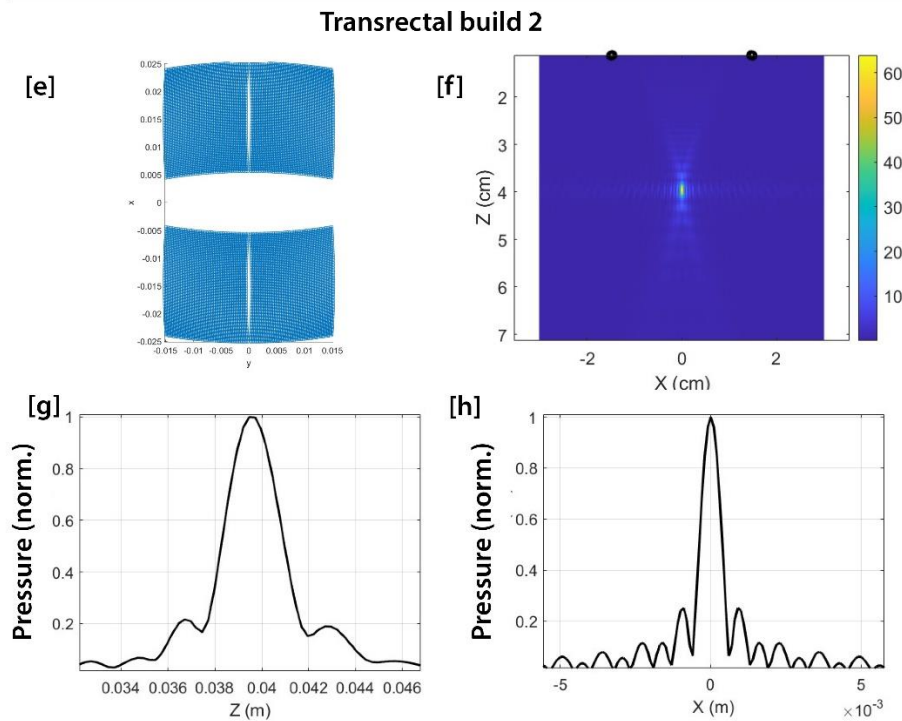 Transrectal build 2
[e]
0.025
0.02
0.015
0.01
0.005
0
-0.005
-0.01
-0.015
-0.02
-0.025
x
-0.015 -0.01 -0.005 0 0.005 0.01 0.015
y
[f]
2
3
4
5
6
7
Z (cm)
-2 0 2
X (cm)
60
50
40
30
20
10
[g]
1
0.8
0.6
0.4
0.2
Pressure (norm.)
0.034 0.036 0.038 0.04 0.042 0.044 0.046
Z (m)
[h]
1
0.8
0.6
0.4
0.2
Pressure (norm.)
-5 0 5
X (m)
×10⁻³